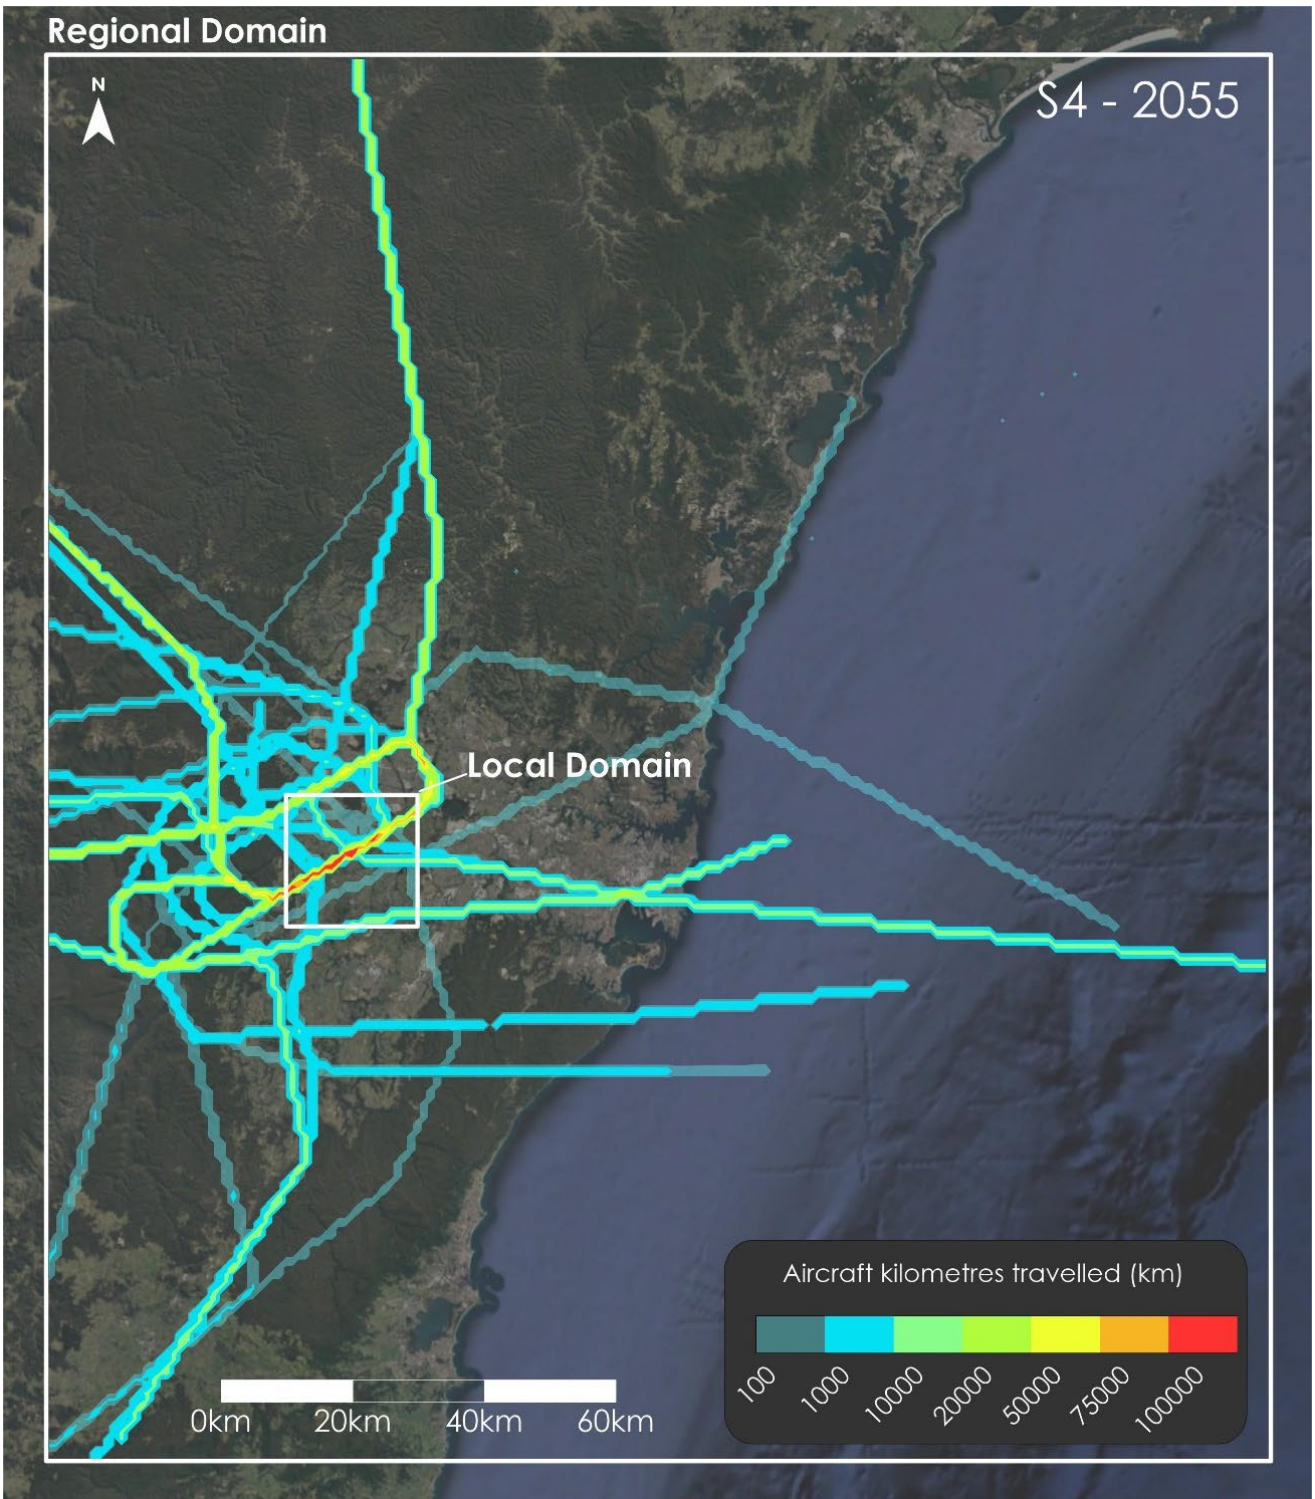 Regional Domain
N
S4 - 2055
Local Domain
Aircraft kilometres travelled (km)
100 1000 10000 20000 50000 75000 100000
0km 20km 40km 60km